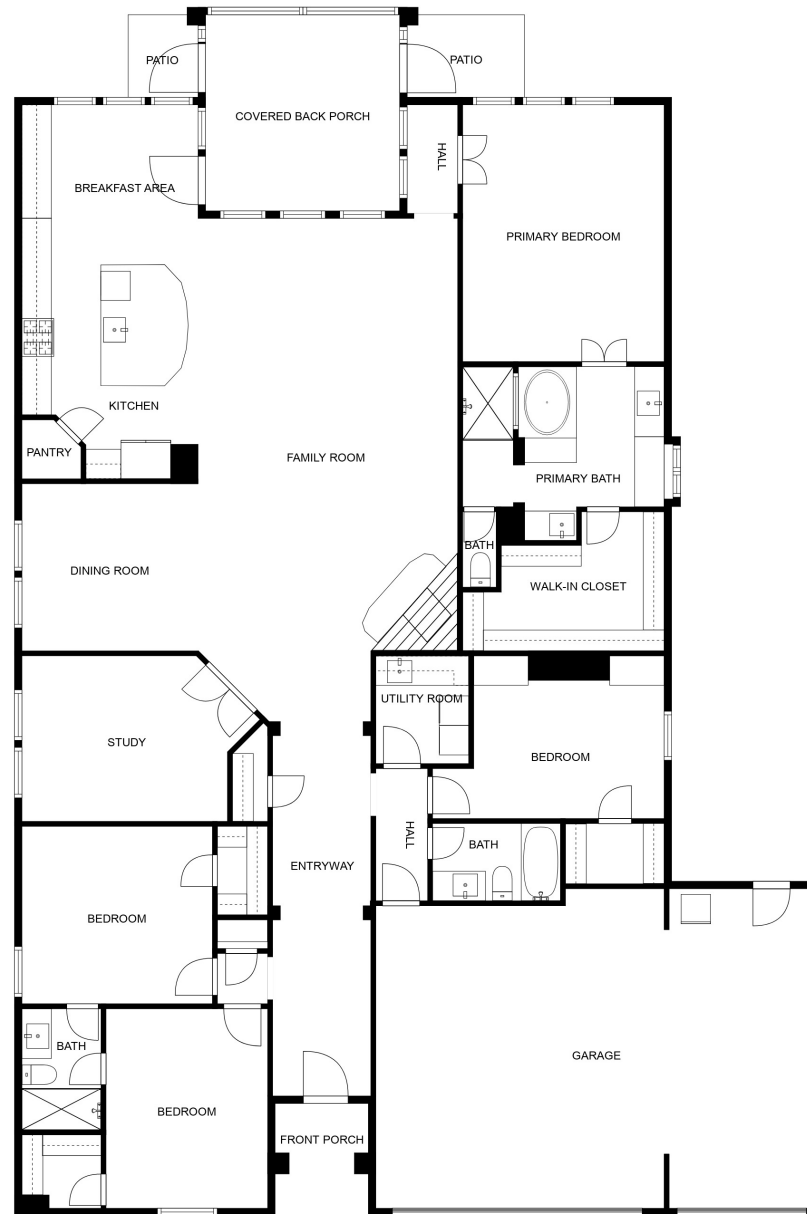 PATIO
PATIO
COVERED BACK PORCH
HALL
BREAKFAST AREA
PRIMARY BEDROOM
KITCHEN
PANTRY
FAMILY ROOM
PRIMARY BATH
BATH
DINING ROOM
WALK-IN CLOSET
UTILITY ROOM
STUDY
BEDROOM
HALL
BATH
ENTRYWAY
BEDROOM
BATH
GARAGE
BEDROOM
FRONT PORCH